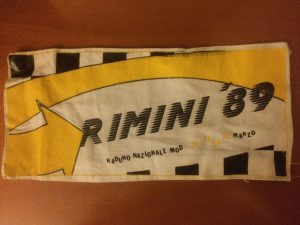 RIMINI '89
RADUNO NAZIONALE MOD MARZO